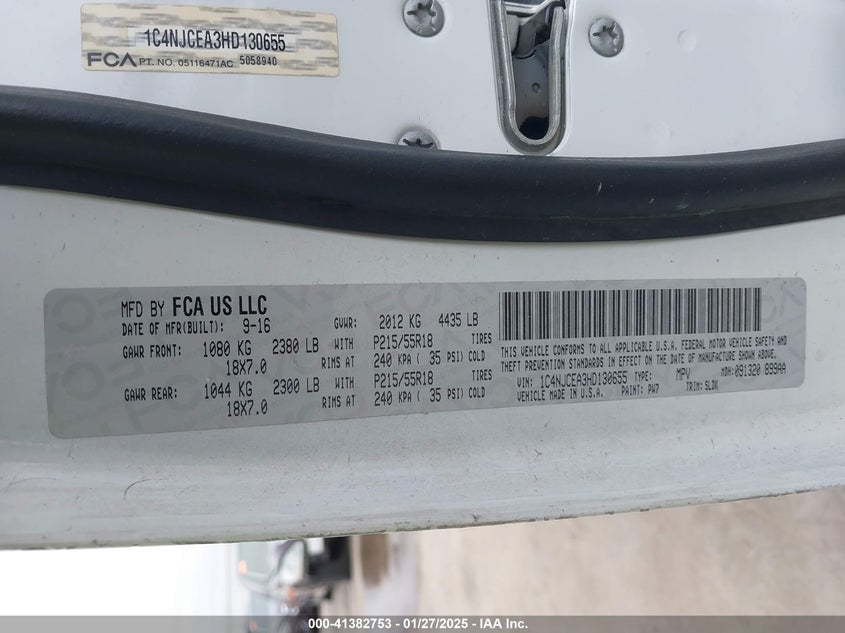 1C4NJCEA3HD130655
FCA PT. NO. 05116471AC 5058940
MFD BY FCA US LLC
DATE OF MFR(BUILT): 9-16 GVWR: 2012 KG 4435 LB
GAWR FRONT: 1080 KG 2380 LB WITH P215/55R18 TIRES
18X7.0 RIMS AT 240 KPA ( 35 PSI) COLD
GAWR REAR: 1044 KG 2300 LB WITH P215/55R18 TIRES
18X7.0 RIMS AT 240 KPA ( 35 PSI) COLD
THIS VEHICLE CONFORMS TO ALL APPLICABLE U.S.A. FEDERAL MOTOR VEHICLE SAFETY AND
THEFT PREVENTION STANDARDS IN EFFECT ON THE DATE OF MANUFACTURE SHOWN ABOVE.
VIN: 1C4NJCEA3HD130655 TYPE: MPV MDH: 091320 899AA
VEHICLE MADE IN U.S.A. PAINT: PW7 TRIM: SLDK
000-41382753 - 01/27/2025 - IAA Inc.